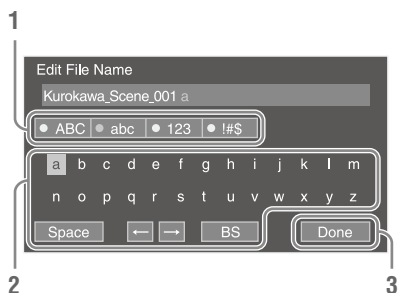 1
Edit File Name
Kurokawa_Scene_001 a
ABC abc 123 !#$
a b c d e f g h i j k l m
n o p q r s t u v w x y z
Space ← → BS Done
2 3